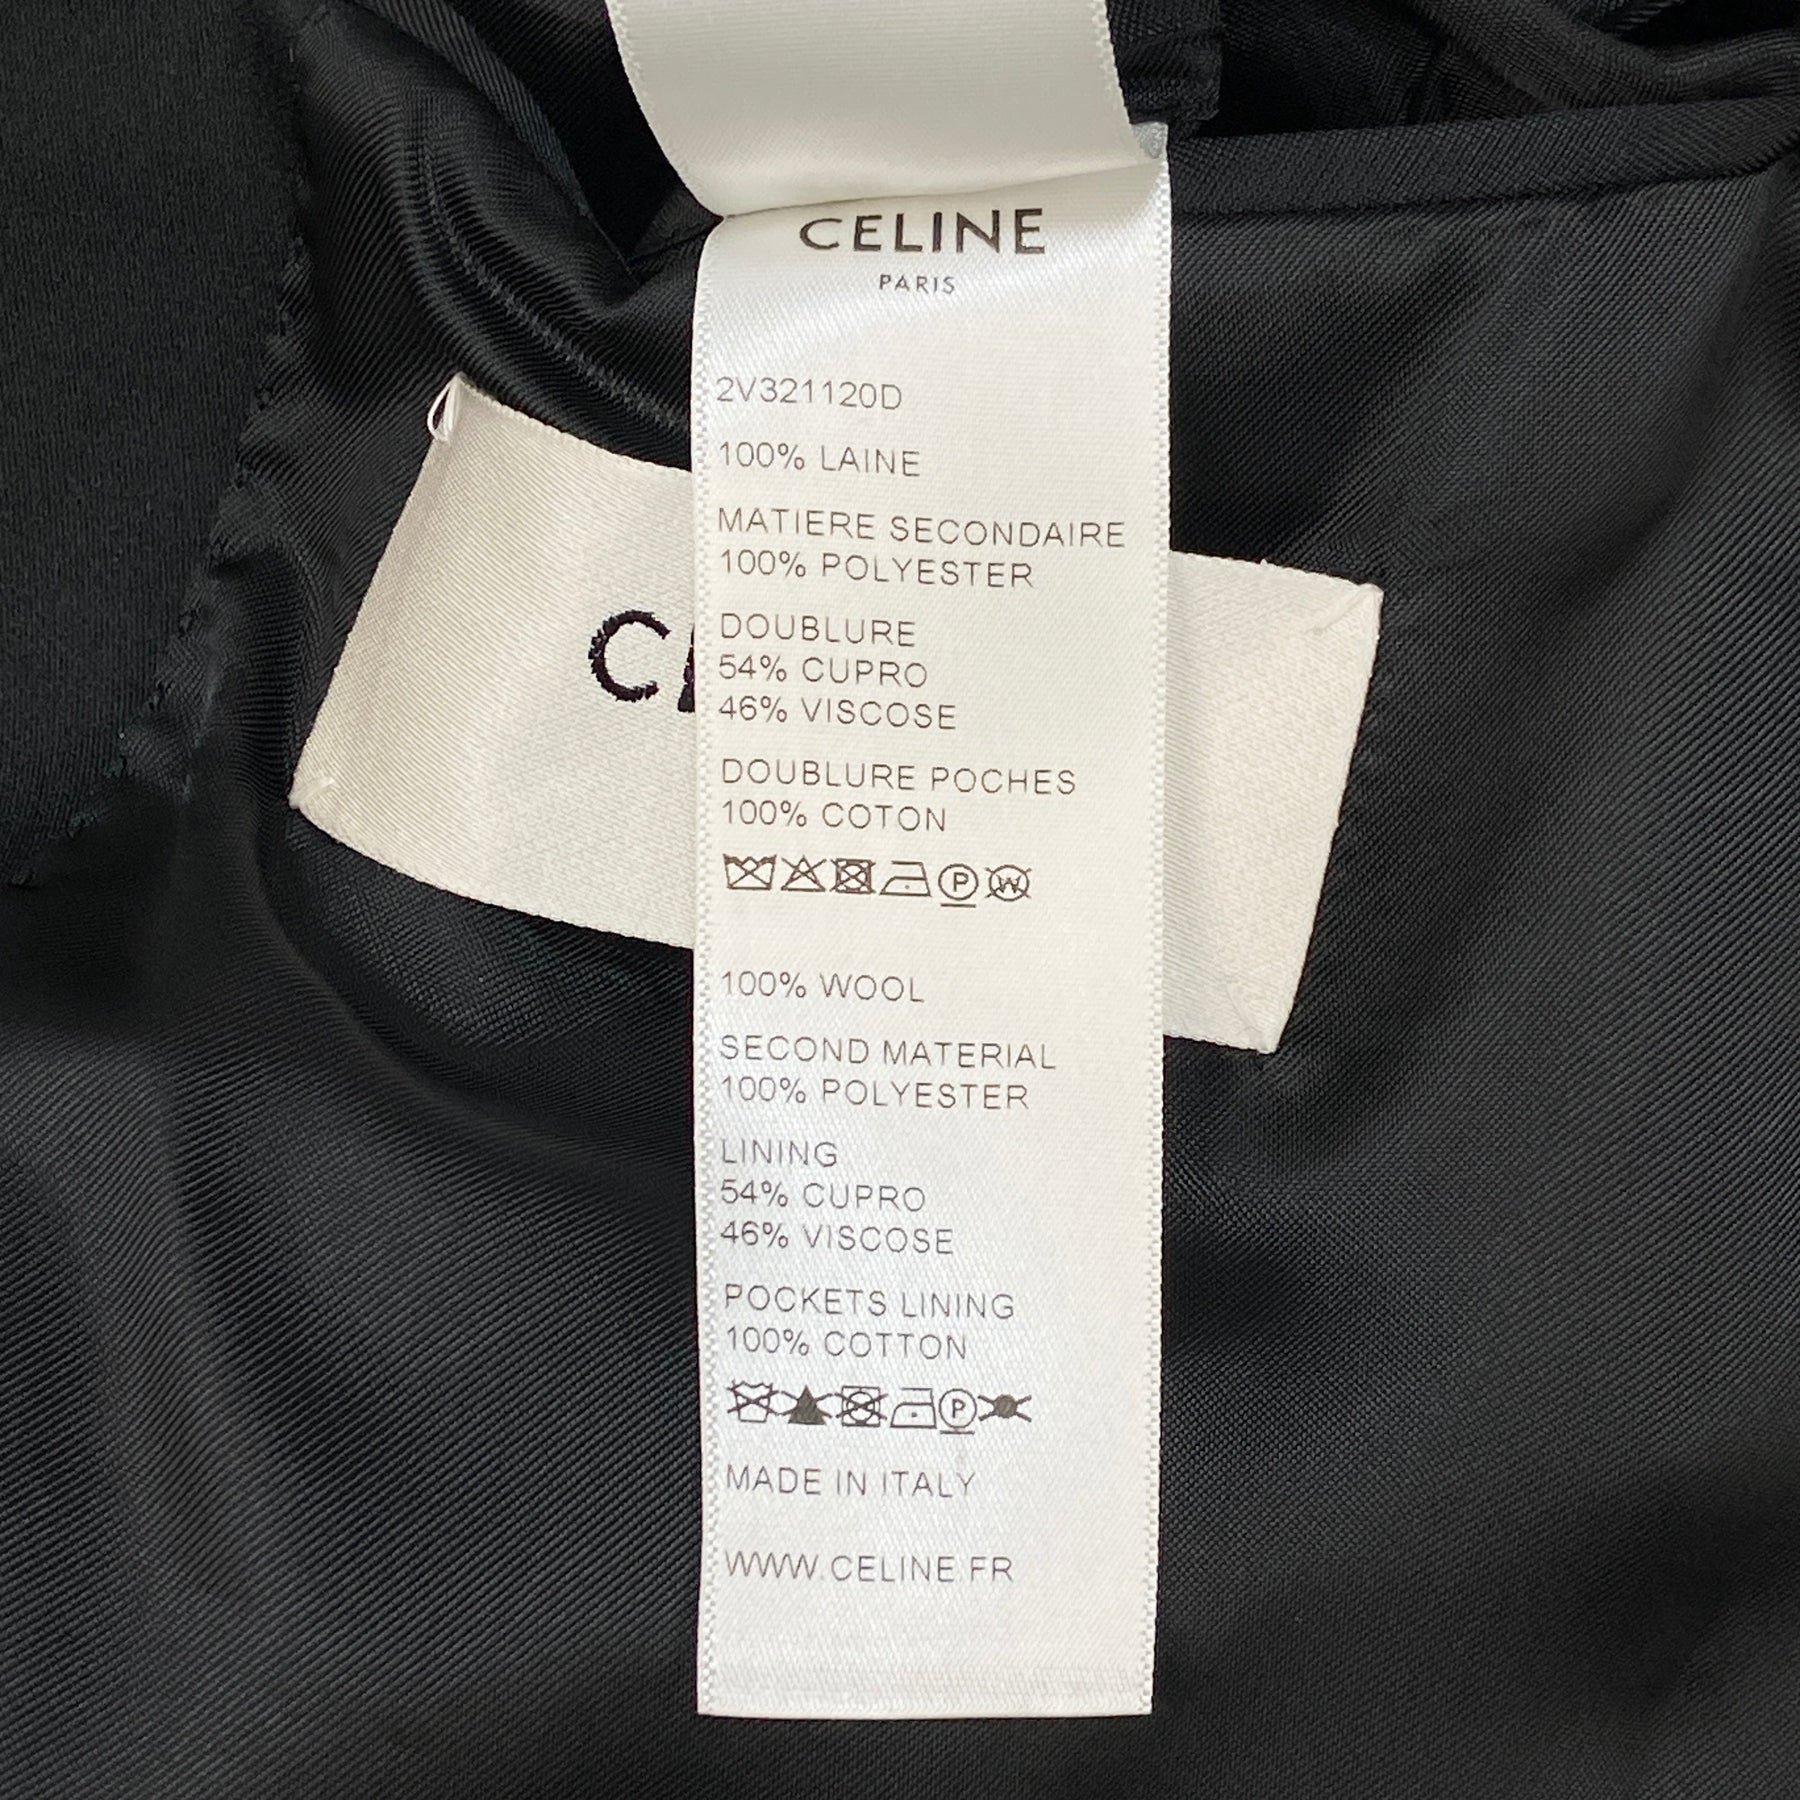 CELINE
PARIS
2V321120D
100% LAINE
MATIERE SECONDAIRE
100% POLYESTER
DOUBLURE
54% CUPRO
46% VISCOSE
DOUBLURE POCHES
100% COTON
P W
100% WOOL
SECOND MATERIAL
100% POLYESTER
LINING
54% CUPRO
46% VISCOSE
POCKETS LINING
100% COTTON
P
MADE IN ITALY
WWW.CELINE.FR
C